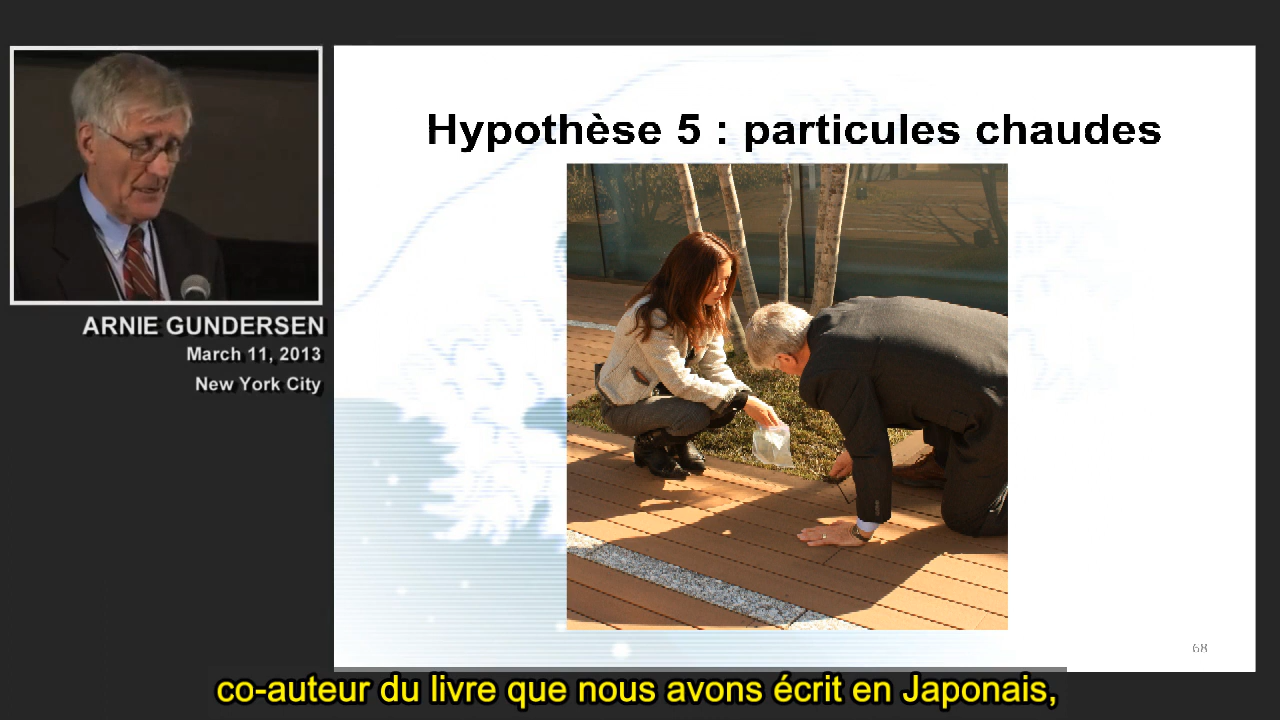 Hypothèse 5 : particules chaudes
ARNIE GUNDERSEN
March 11, 2013
New York City
68
co-auteur du livre que nous avons écrit en Japonais,